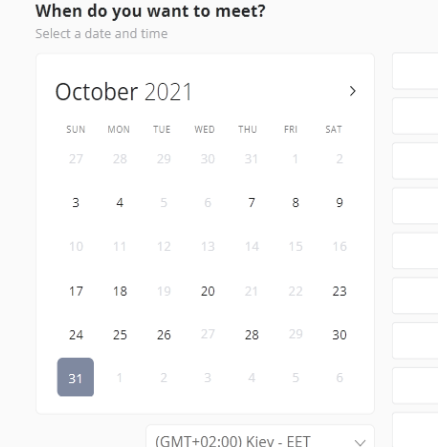 When do you want to meet?
Select a date and time
October 2021
SUN MON TUE WED THU FRI SAT
27 28 29 30 31 1 2
3 4 5 6 7 8 9
10 11 12 13 14 15 16
17 18 19 20 21 22 23
24 25 26 27 28 29 30
31 1 2 3 4 5 6
(GMT+02:00) Kiev - EET